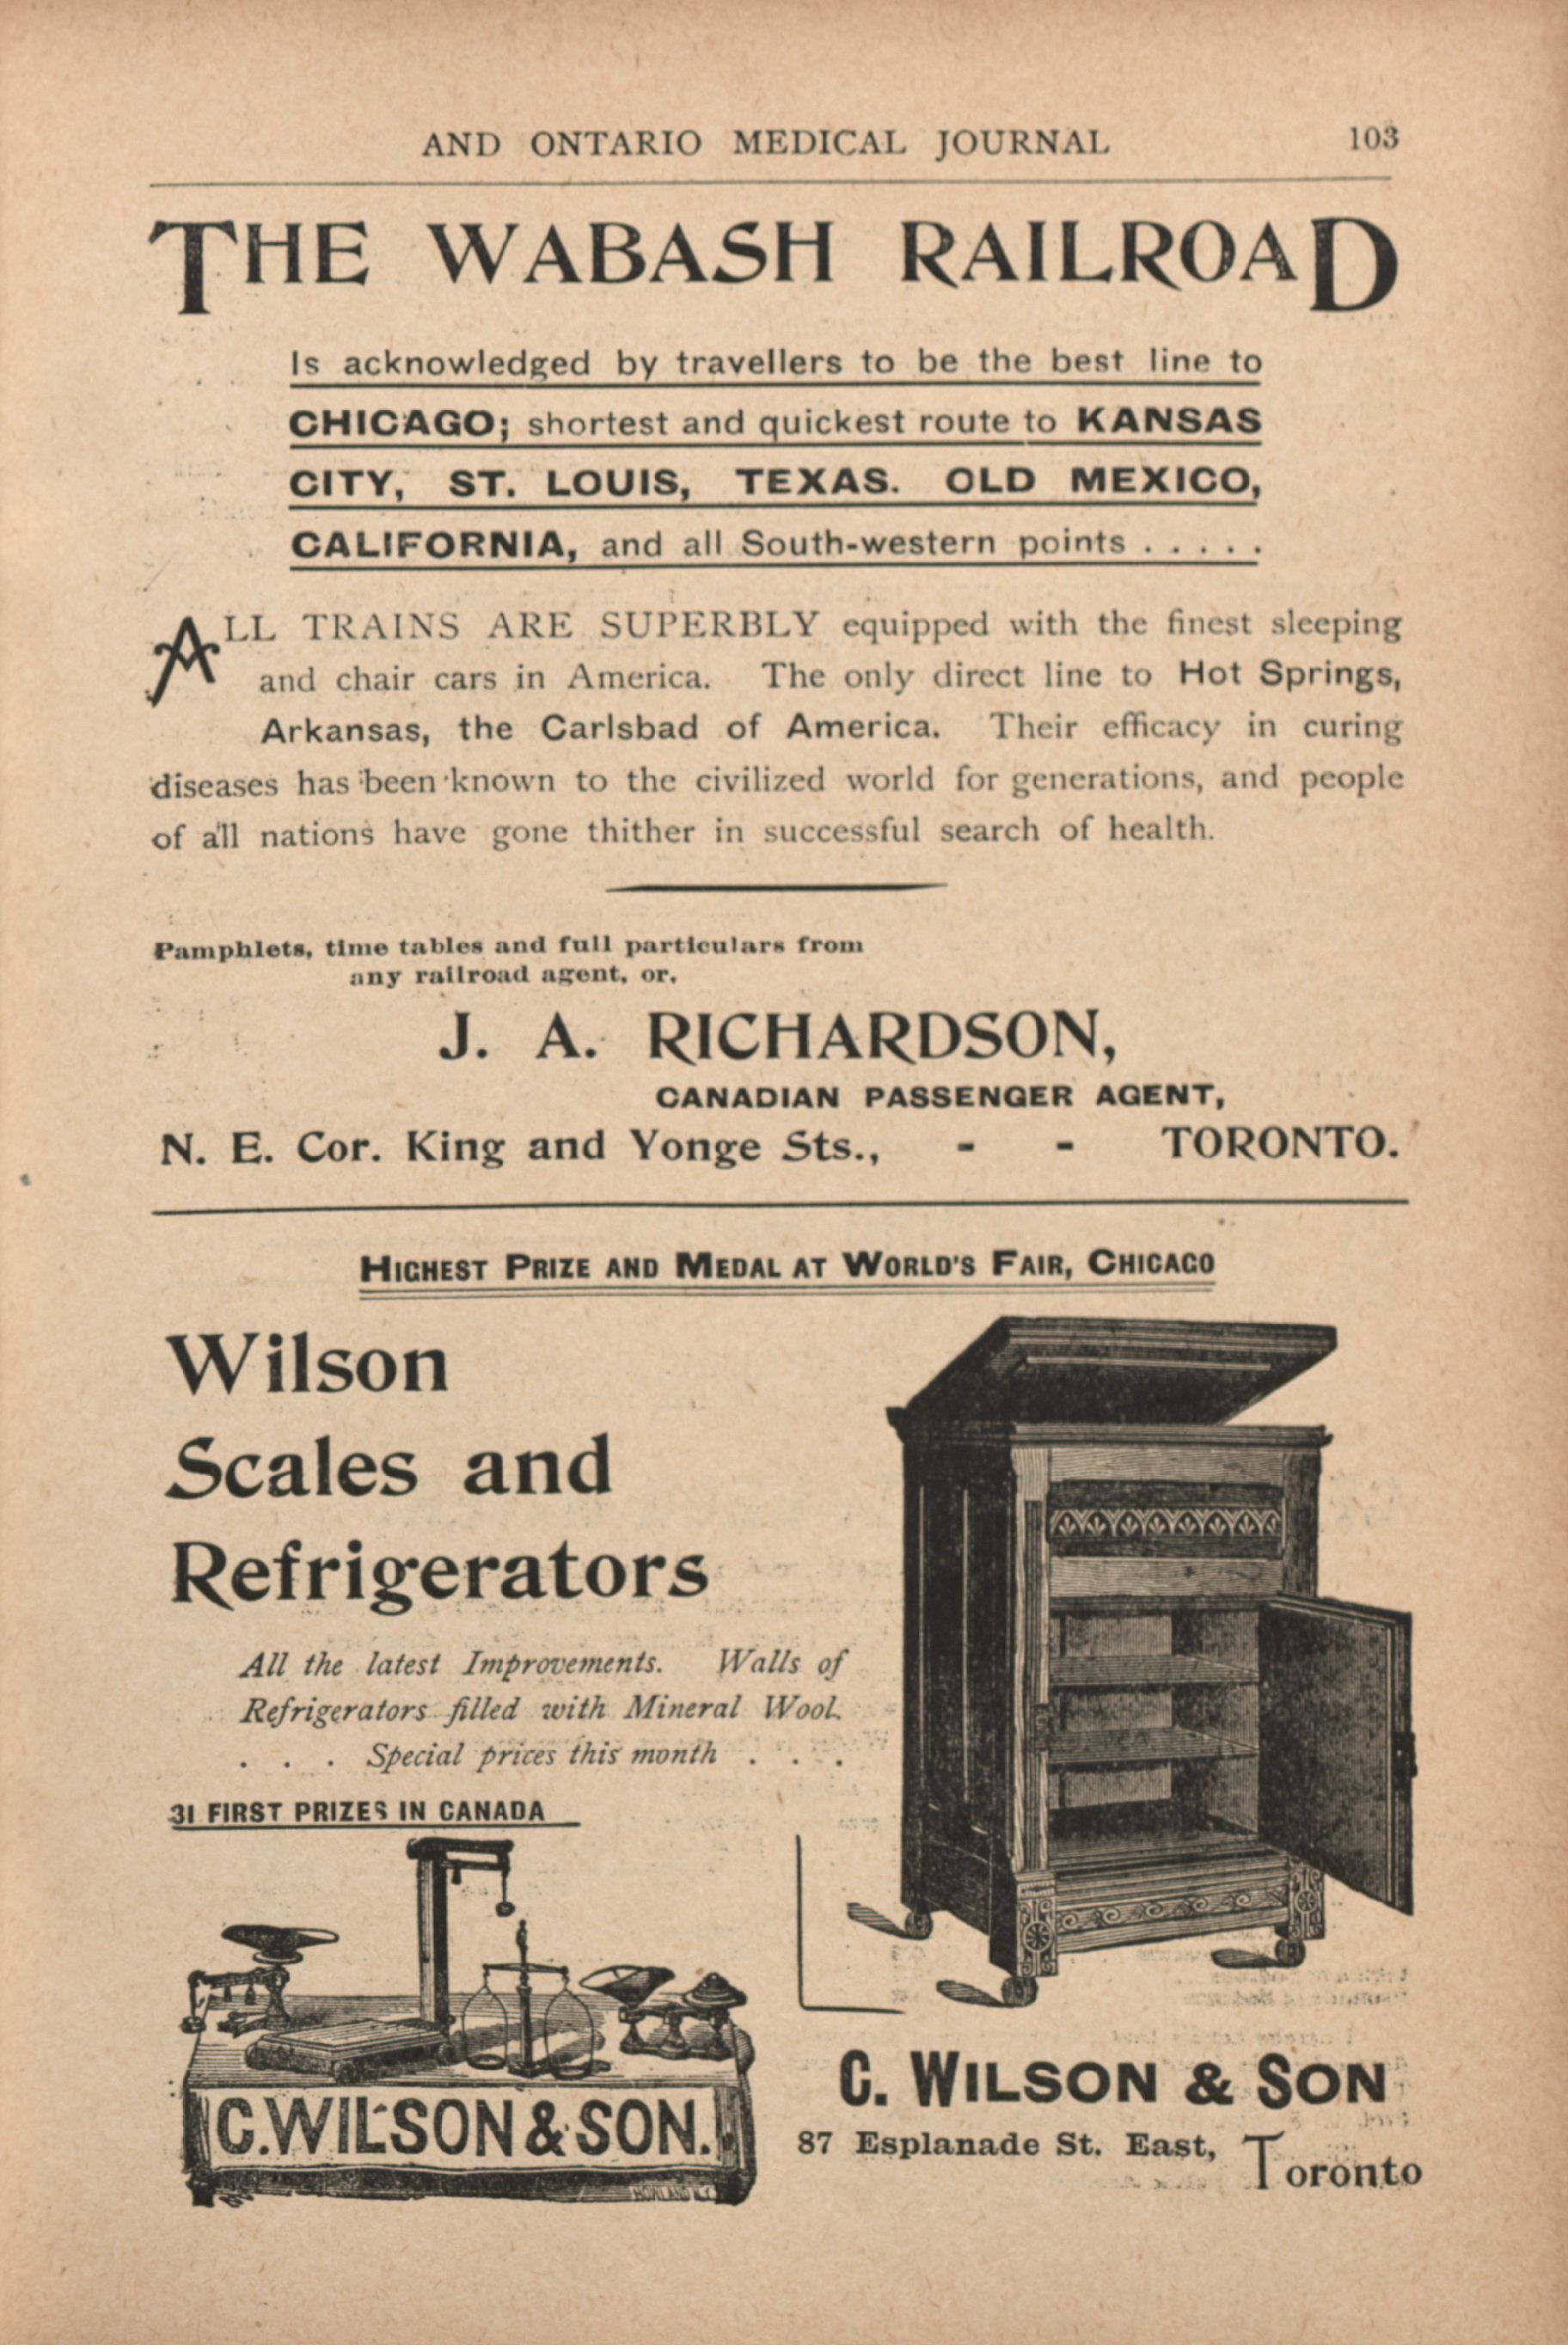 AND ONTARIO MEDICAL JOURNAL 103
THE WABASH RAILROAD
Is acknowledged by travellers to be the best line to
CHICAGO; shortest and quickest route to KANSAS
CITY, ST. LOUIS, TEXAS. OLD MEXICO,
CALIFORNIA, and all South-western points . . . . .
ALL TRAINS ARE SUPERBLY equipped with the finest sleeping
and chair cars in America. The only direct line to Hot Springs,
Arkansas, the Carlsbad of America. Their efficacy in curing
diseases has been known to the civilized world for generations, and people
of all nations have gone thither in successful search of health.
Pamphlets, time tables and full particulars from
any railroad agent, or,
J. A. RICHARDSON,
CANADIAN PASSENGER AGENT,
N. E. Cor. King and Yonge Sts., - - TORONTO.
HIGHEST PRIZE AND MEDAL AT WORLD'S FAIR, CHICAGO
Wilson
Scales and
Refrigerators
All the latest Improvements. Walls of
Refrigerators filled with Mineral Wool.
. . . Special prices this month . . .
31 FIRST PRIZES IN CANADA
C. WILSON & SON.
C. WILSON & SON
87 Esplanade St. East, Toronto